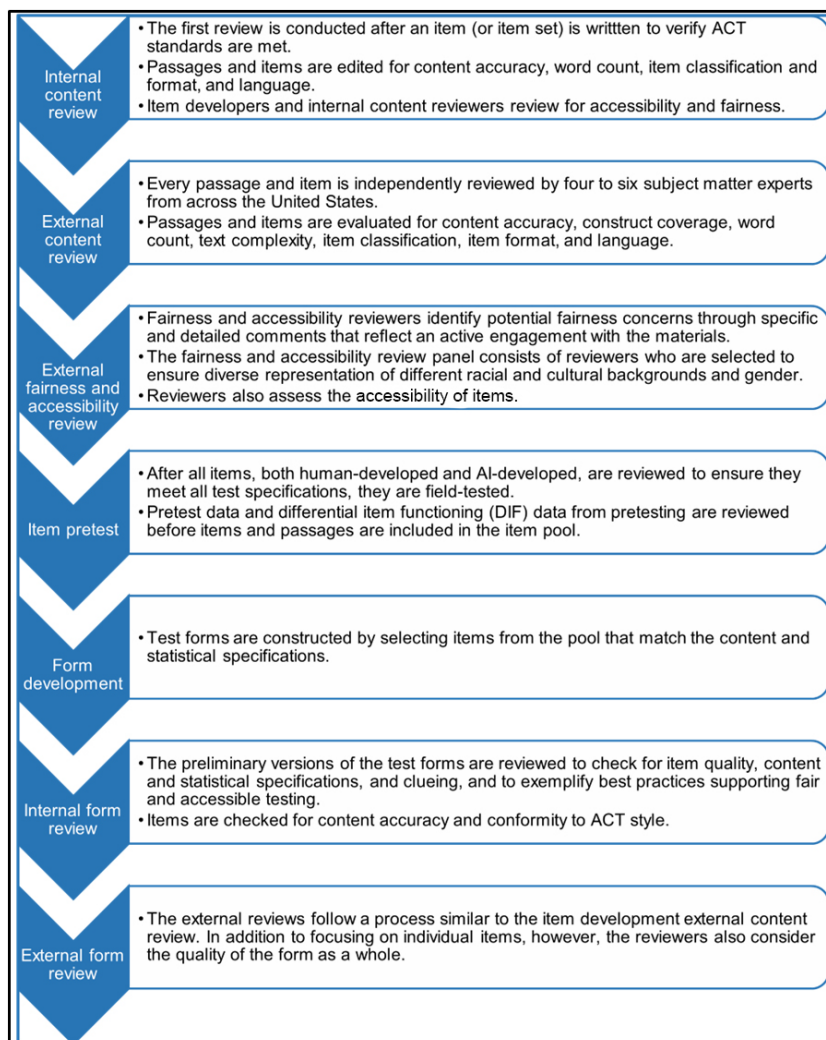 Internal
content
review
• The first review is conducted after an item (or item set) is writtten to verify ACT
standards are met.
• Passages and items are edited for content accuracy, word count, item classification and
format, and language.
• Item developers and internal content reviewers review for accessibility and fairness.
External
content
review
• Every passage and item is independently reviewed by four to six subject matter experts
from across the United States.
• Passages and items are evaluated for content accuracy, construct coverage, word
count, text complexity, item classification, item format, and language.
External
fairness and
accessibility
review
• Fairness and accessibility reviewers identify potential fairness concerns through specific
and detailed comments that reflect an active engagement with the materials.
• The fairness and accessibility review panel consists of reviewers who are selected to
ensure diverse representation of different racial and cultural backgrounds and gender.
• Reviewers also assess the accessibility of items.
Item pretest
• After all items, both human-developed and AI-developed, are reviewed to ensure they
meet all test specifications, they are field-tested.
• Pretest data and differential item functioning (DIF) data from pretesting are reviewed
before items and passages are included in the item pool.
Form
development
• Test forms are constructed by selecting items from the pool that match the content and
statistical specifications.
Internal form
review
• The preliminary versions of the test forms are reviewed to check for item quality, content
and statistical specifications, and clueing, and to exemplify best practices supporting fair
and accessible testing.
• Items are checked for content accuracy and conformity to ACT style.
External form
review
• The external reviews follow a process similar to the item development external content
review. In addition to focusing on individual items, however, the reviewers also consider
the quality of the form as a whole.